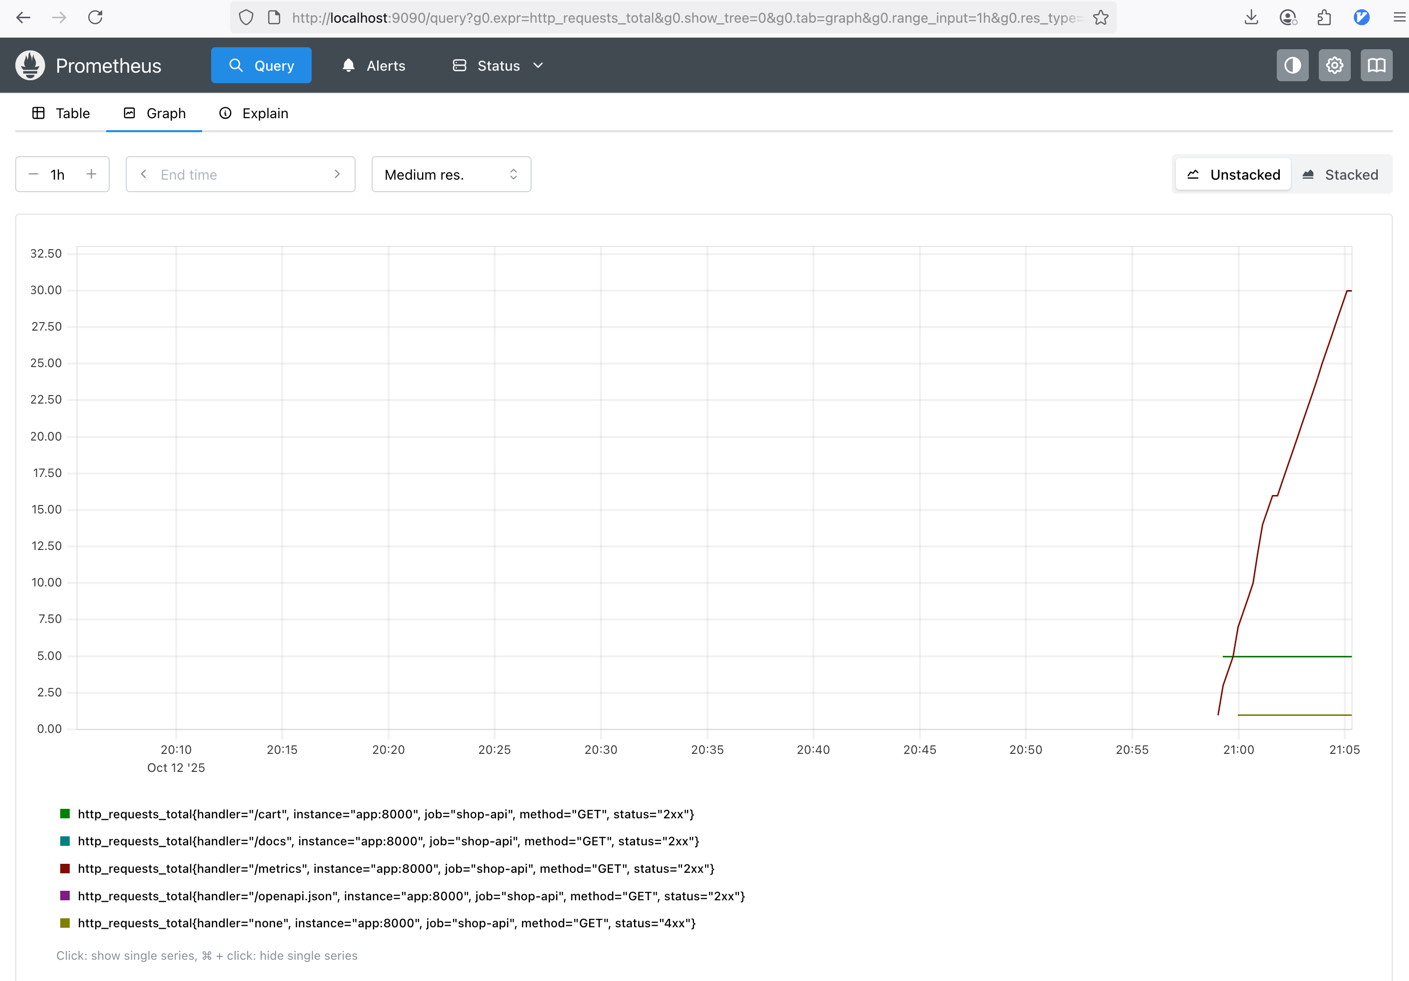 http://localhost:9090/query?g0.expr=http_requests_total&g0.show_tree=0&g0.tab=graph&g0.range_input=1h&g0.res_type=
Prometheus Query Alerts Status
Table Graph Explain
1h End time Medium res. Unstacked Stacked
32.50
30.00
27.50
25.00
22.50
20.00
17.50
15.00
12.50
10.00
7.50
5.00
2.50
0.00
20:10 20:15 20:20 20:25 20:30 20:35 20:40 20:45 20:50 20:55 21:00 21:05
Oct 12 '25
http_requests_total{handler="/cart", instance="app:8000", job="shop-api", method="GET", status="2xx"}
http_requests_total{handler="/docs", instance="app:8000", job="shop-api", method="GET", status="2xx"}
http_requests_total{handler="/metrics", instance="app:8000", job="shop-api", method="GET", status="2xx"}
http_requests_total{handler="/openapi.json", instance="app:8000", job="shop-api", method="GET", status="2xx"}
http_requests_total{handler="none", instance="app:8000", job="shop-api", method="GET", status="4xx"}
Click: show single series, ⌘ + click: hide single series